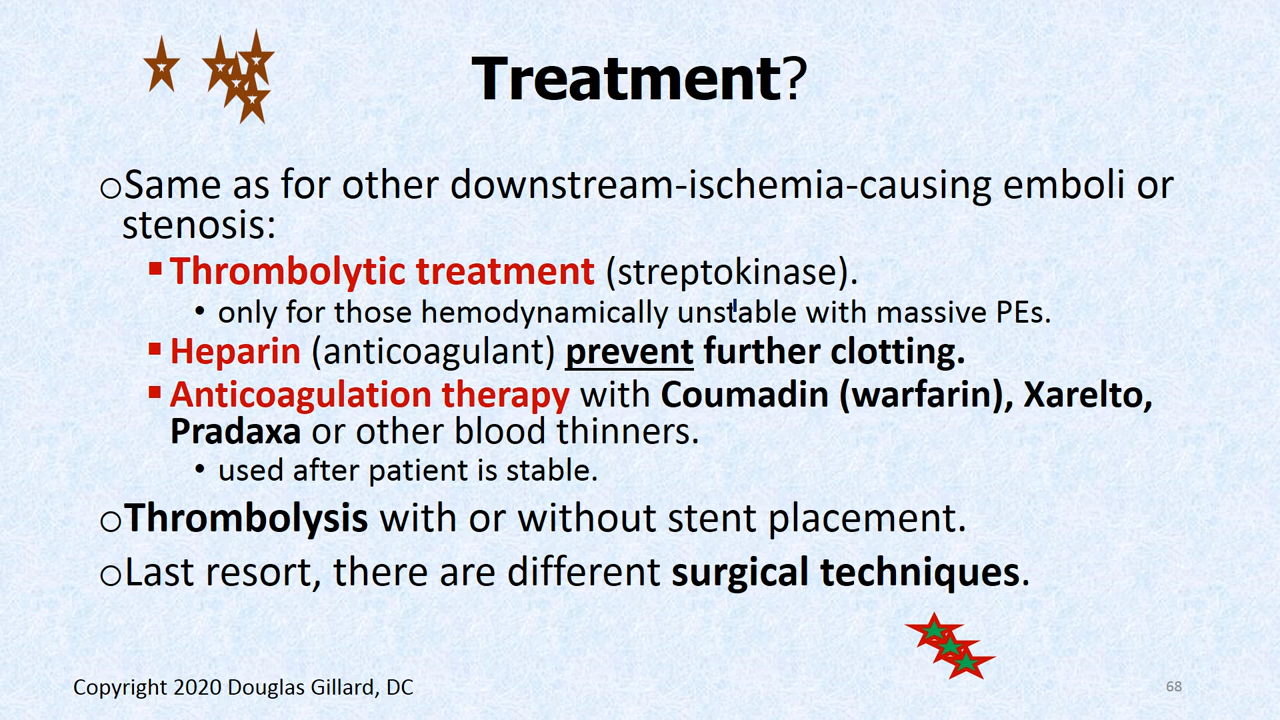 Treatment?
oSame as for other downstream-ischemia-causing emboli or
stenosis:
▪ Thrombolytic treatment (streptokinase).
• only for those hemodynamically unstable with massive PEs.
▪ Heparin (anticoagulant) prevent further clotting.
▪ Anticoagulation therapy with Coumadin (warfarin), Xarelto,
Pradaxa or other blood thinners.
• used after patient is stable.
oThrombolysis with or without stent placement.
oLast resort, there are different surgical techniques.
Copyright 2020 Douglas Gillard, DC
68